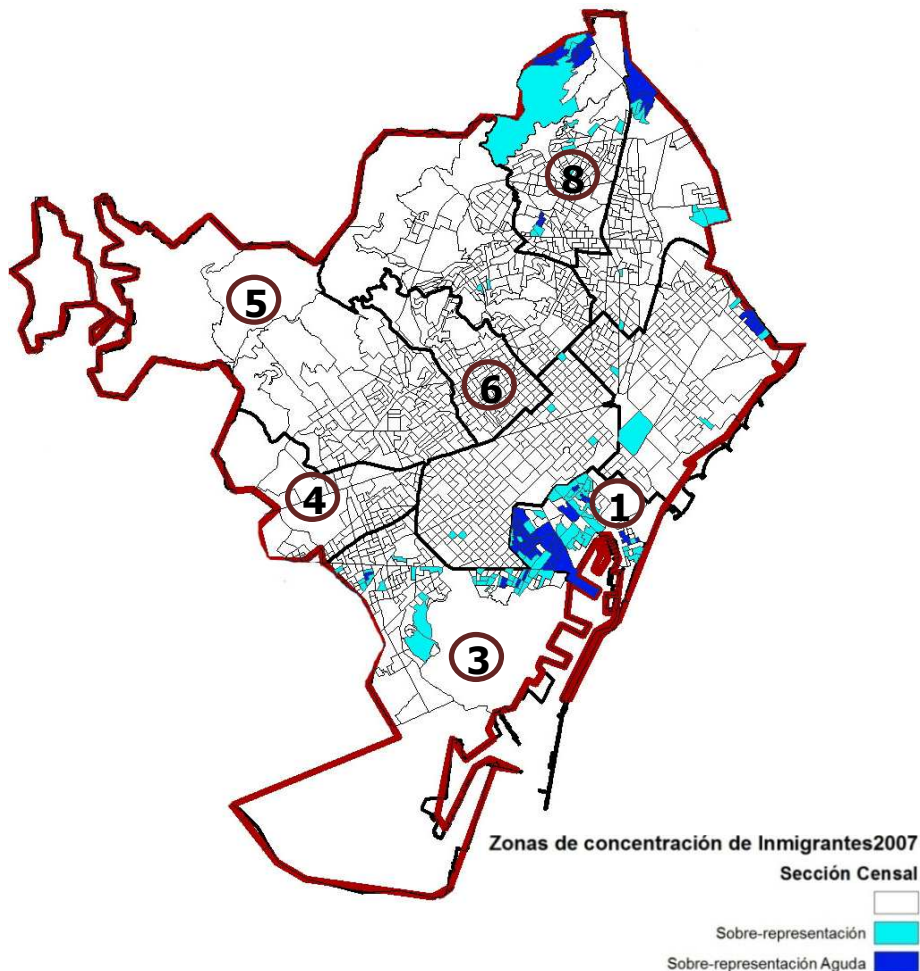 8
5
6
4
1
3
Zonas de concentración de Inmigrantes2007
Sección Censal
Sobre-representación
Sobre-representación Aguda